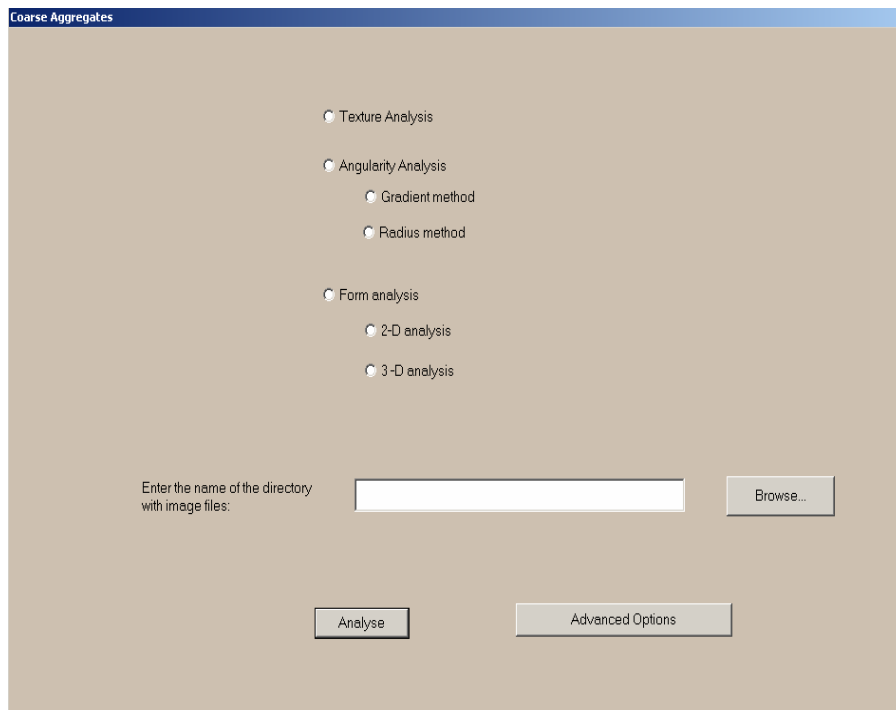 Coarse Aggregates
Texture Analysis
Angularity Analysis
Gradient method
Radius method
Form analysis
2-D analysis
3-D analysis
Enter the name of the directory
with image files:
Browse...
Analyse
Advanced Options